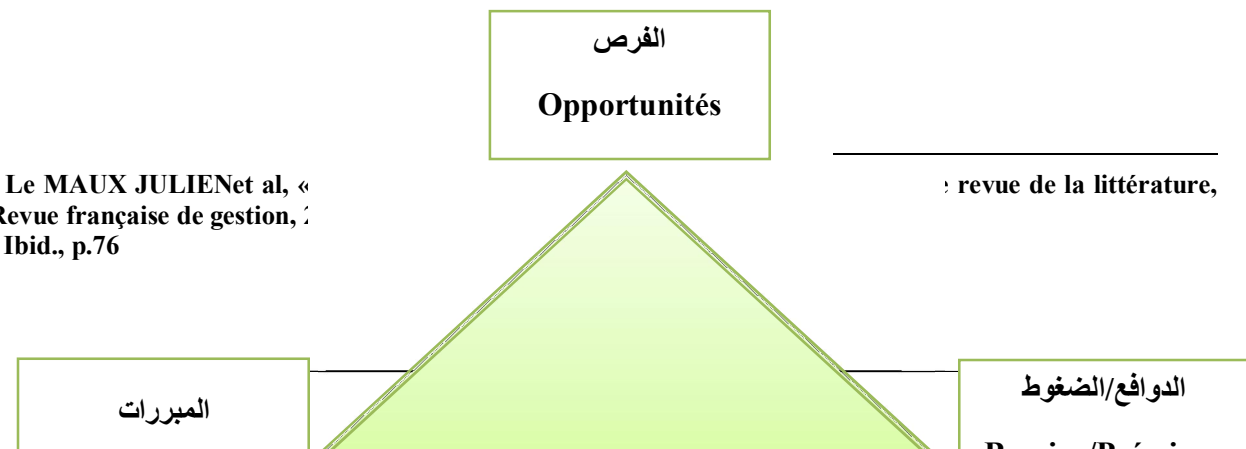 الفرص
Opportunités
Le MAUX JULIENet al, «
revue de la littérature,
Revue française de gestion,
Ibid., p.76
المبررات
الدوافع/الضغوط